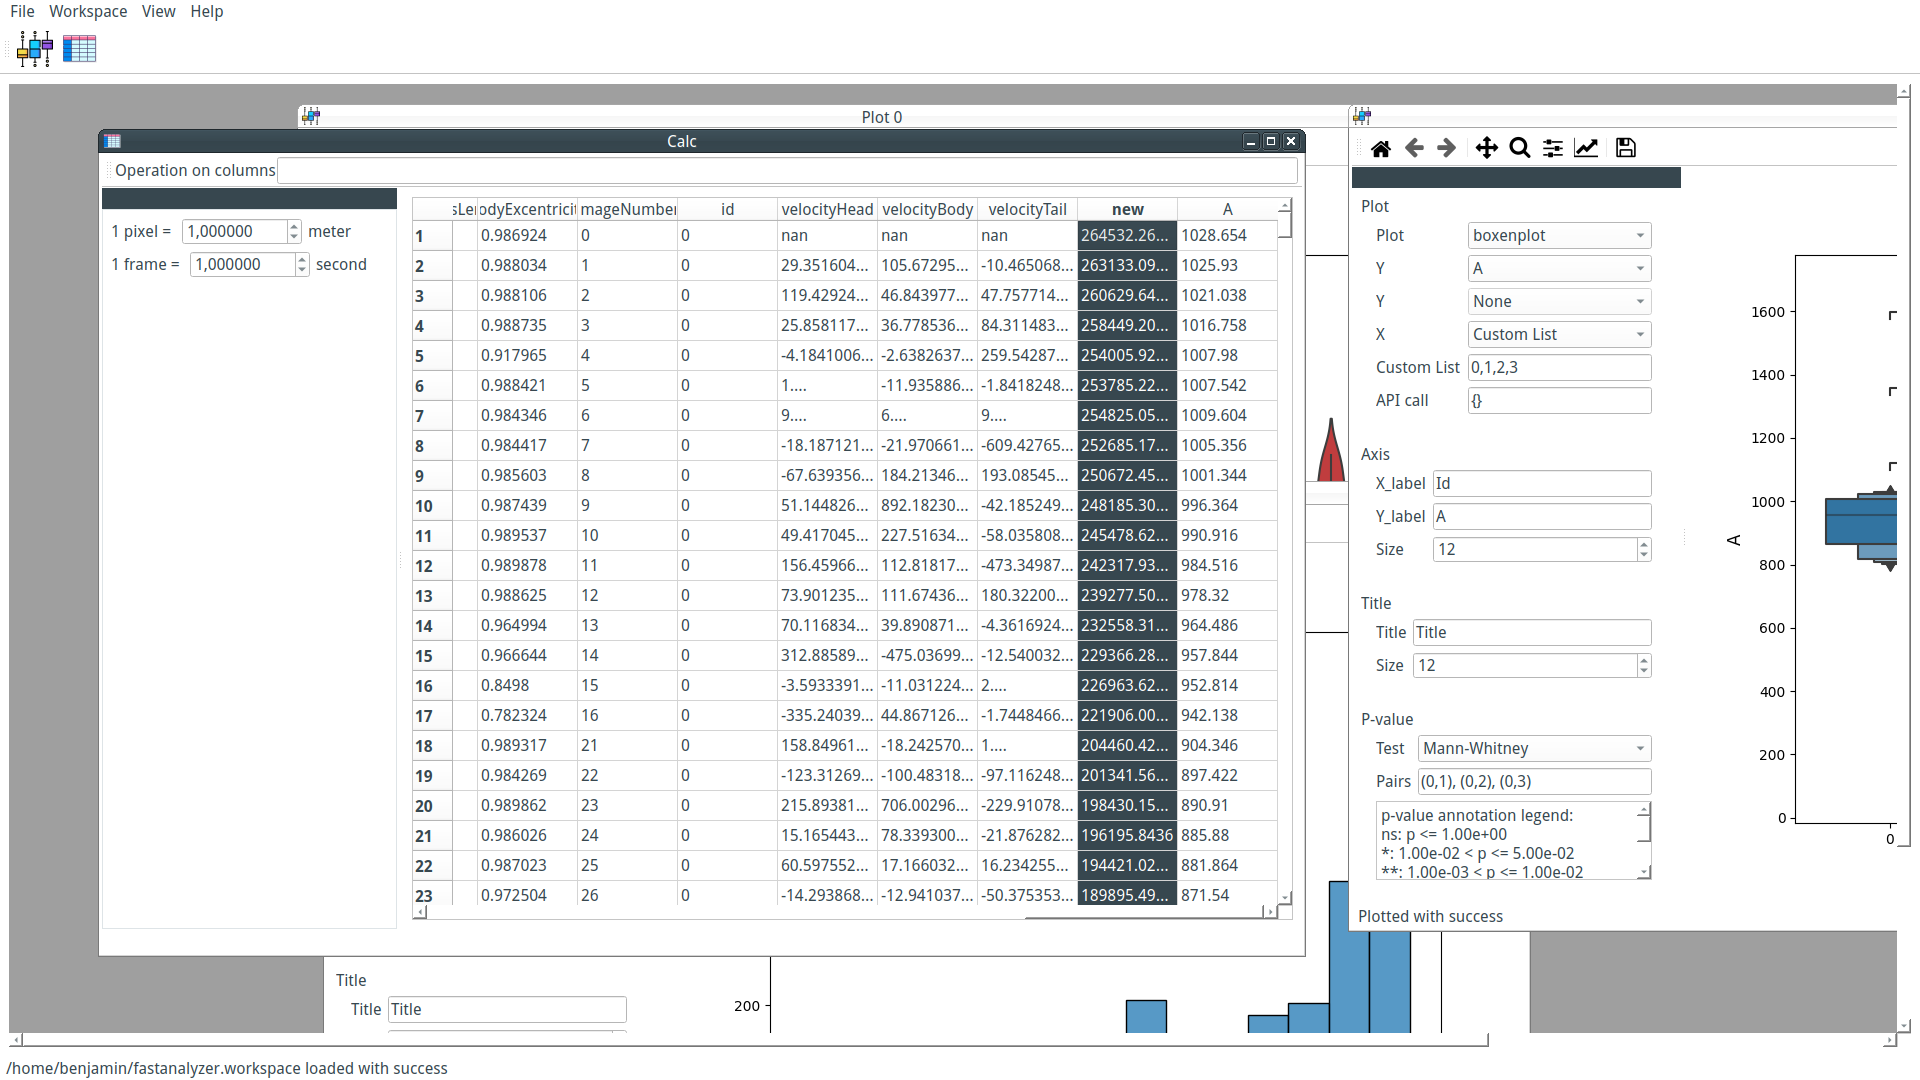 File Workspace View Help
Plot 0
Calc
Operation on columns
1 pixel = 1,000000 meter
1 frame = 1,000000 second
sLe odyExcentricit mageNumber id velocityHead velocityBody velocityTail new A
1 0.986924 0 0 nan nan nan 264532.26... 1028.654
2 0.988034 1 0 29.351604... 105.67295... -10.465068... 263133.09... 1025.93
3 0.988106 2 0 119.42924... 46.843977... 47.757714... 260629.64... 1021.038
4 0.988735 3 0 25.858117... 36.778536... 84.311483... 258449.20... 1016.758
5 0.917965 4 0 -4.1841006... -2.6382637... 259.54287... 254005.92... 1007.98
6 0.988421 5 0 1.... -11.935886... -1.8418248... 253785.22... 1007.542
7 0.984346 6 0 9.... 6.... 9.... 254825.05... 1009.604
8 0.984417 7 0 -18.187121... -21.970661... -609.42765... 252685.17... 1005.356
9 0.985603 8 0 -67.639356... 184.21346... 193.08545... 250672.45... 1001.344
10 0.987439 9 0 51.144826... 892.18230... -42.185249... 248185.30... 996.364
11 0.989537 10 0 49.417045... 227.51634... -58.035808... 245478.62... 990.916
12 0.989878 11 0 156.45966... 112.81817... -473.34987... 242317.93... 984.516
13 0.988625 12 0 73.901235... 111.67436... 180.32200... 239277.50... 978.32
14 0.964994 13 0 70.116834... 39.890871... -4.3616924... 232558.31... 964.486
15 0.966644 14 0 312.88589... -475.03699... -12.540032... 229366.28... 957.844
16 0.8498 15 0 -3.5933391... -11.031224... 2.... 226963.62... 952.814
17 0.782324 16 0 -335.24039... 44.867126... -1.7448466... 221906.00... 942.138
18 0.989317 21 0 158.84961... -18.242570... 1.... 204460.42... 904.346
19 0.984269 22 0 -123.31269... -100.48318... -97.116248... 201341.56... 897.422
20 0.989862 23 0 215.89381... 706.00296... -229.91078... 198430.15... 890.91
21 0.986026 24 0 15.165443... 78.339300... -21.876282... 196195.8436 885.88
22 0.987023 25 0 60.597552... 17.166032... 16.234255... 194421.02... 881.864
23 0.972504 26 0 -14.293868... -12.941037... -50.375353... 189895.49... 871.54
Plot
Plot boxenplot
Y A
Y None
X Custom List
Custom List 0,1,2,3
API call {}
Axis
X_label Id
Y_label A
Size 12
Title
Title Title
Size 12
P-value
Test Mann-Whitney
Pairs (0,1), (0,2), (0,3)
p-value annotation legend:
ns: p <= 1.00e+00
*: 1.00e-02 < p <= 5.00e-02
**: 1.00e-03 < p <= 1.00e-02
Plotted with success
1600
1400
1200
1000
A
800
600
400
200
0
0
Title
Title Title
200
/home/benjamin/fastanalyzer.workspace loaded with success